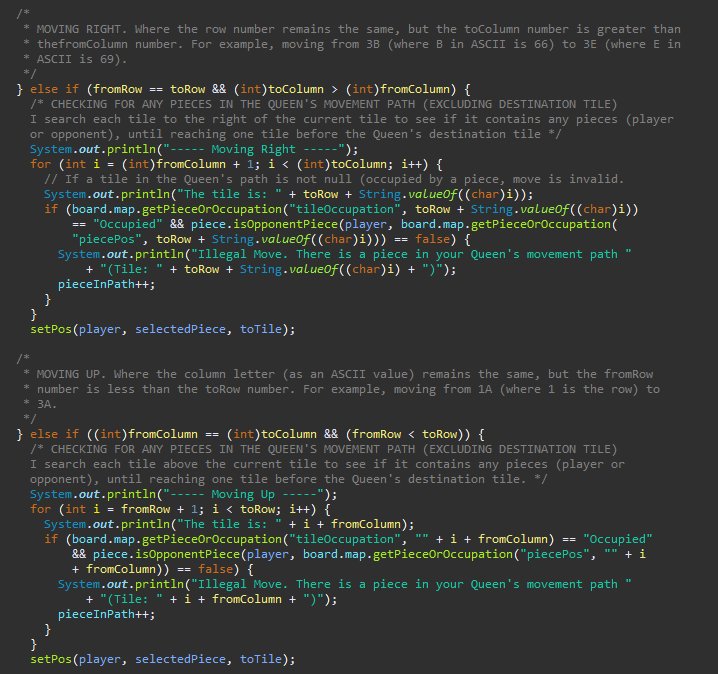 /*
* MOVING RIGHT. Where the row number remains the same, but the toColumn number is greater than
* thefromColumn number. For example, moving from 3B (where B in ASCII is 66) to 3E (where E in
* ASCII is 69).
*/
} else if (fromRow == toRow && (int)toColumn > (int)fromColumn) {
/* CHECKING FOR ANY PIECES IN THE QUEEN'S MOVEMENT PATH (EXCLUDING DESTINATION TILE)
I search each tile to the right of the current tile to see if it contains any pieces (player
or opponent), until reaching one tile before the Queen's destination tile */
System.out.println("----- Moving Right -----");
for (int i = (int)fromColumn + 1; i < (int)toColumn; i++) {
// If a tile in the Queen's path is not null (occupied by a piece, move is invalid.
System.out.println("The tile is: " + toRow + String.valueOf((char)i));
if (board.map.getPieceOrOccupation("tileOccupation", toRow + String.valueOf((char)i))
== "Occupied" && piece.isOpponentPiece(player, board.map.getPieceOrOccupation(
"piecePos", toRow + String.valueOf((char)i))) == false) {
System.out.println("Illegal Move. There is a piece in your Queen's movement path "
+ "(Tile: " + toRow + String.valueOf((char)i) + ")");
pieceInPath++;
}
}
setPos(player, selectedPiece, toTile);
/*
* MOVING UP. Where the column letter (as an ASCII value) remains the same, but the fromRow
* number is less than the toRow number. For example, moving from 1A (where 1 is the row) to
* 3A.
*/
} else if ((int)fromColumn == (int)toColumn && (fromRow < toRow)) {
/* CHECKING FOR ANY PIECES IN THE QUEEN'S MOVEMENT PATH (EXCLUDING DESTINATION TILE)
I search each tile above the current tile to see if it contains any pieces (player or
opponent), until reaching one tile before the Queen's destination tile. */
System.out.println("----- Moving Up -----");
for (int i = fromRow + 1; i < toRow; i++) {
System.out.println("The tile is: " + i + fromColumn);
if (board.map.getPieceOrOccupation("tileOccupation", "" + i + fromColumn) == "Occupied"
&& piece.isOpponentPiece(player, board.map.getPieceOrOccupation("piecePos", "" + i
+ fromColumn)) == false) {
System.out.println("Illegal Move. There is a piece in your Queen's movement path "
+ "(Tile: " + i + fromColumn + ")");
pieceInPath++;
}
}
setPos(player, selectedPiece, toTile);